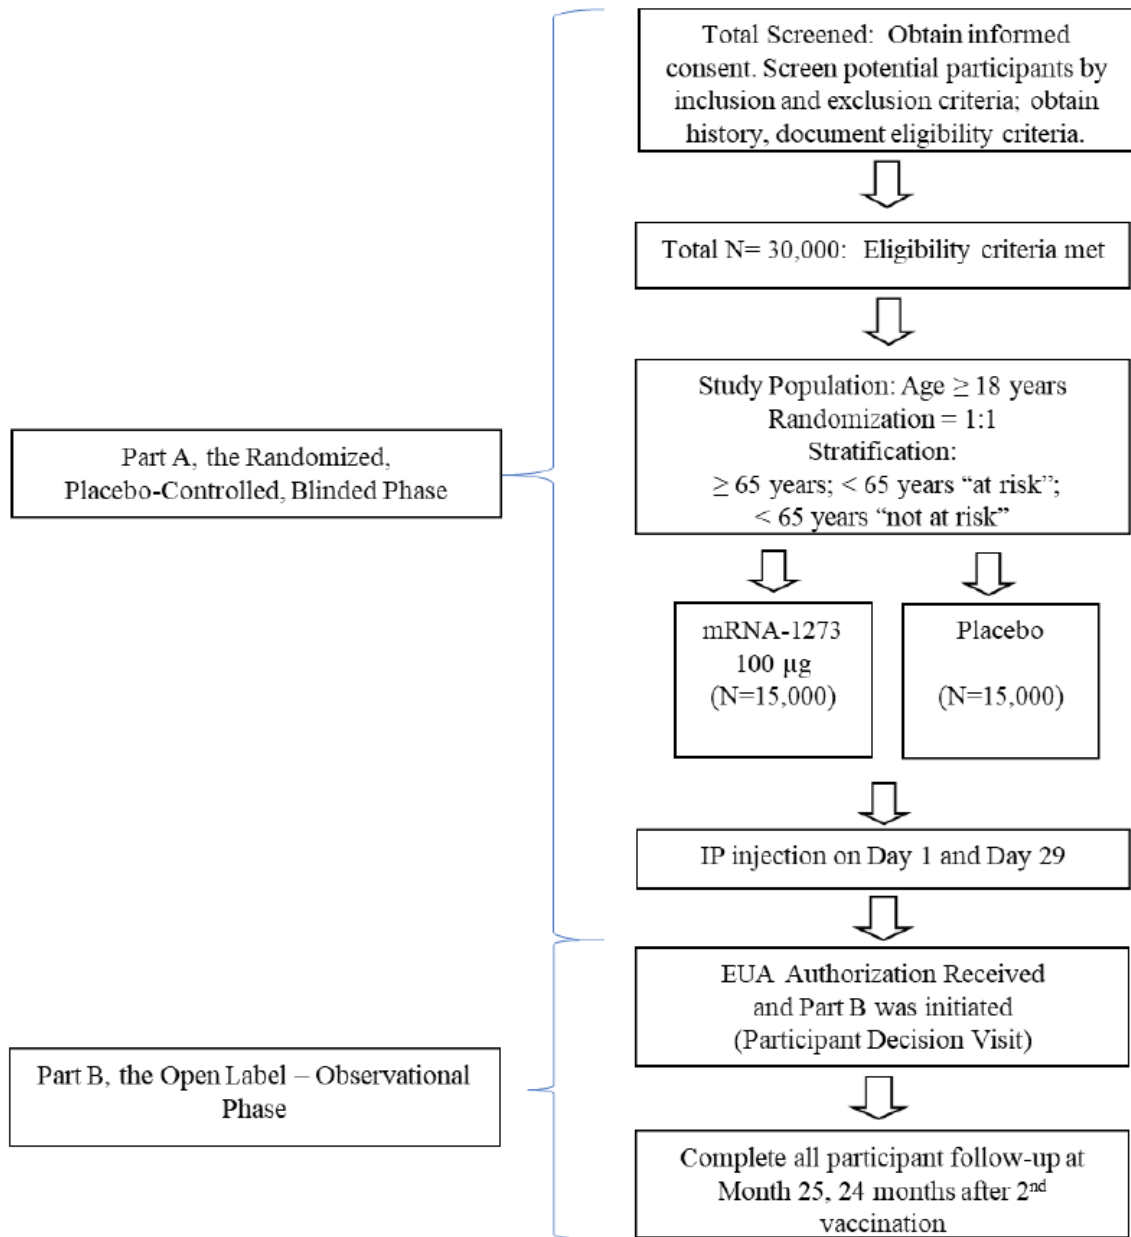 Total Screened: Obtain informed
consent. Screen potential participants by
inclusion and exclusion criteria; obtain
history, document eligibility criteria.
Total N= 30,000: Eligibility criteria met
Study Population: Age ≥ 18 years
Randomization = 1:1
Stratification:
≥ 65 years; < 65 years “at risk”;
< 65 years “not at risk”
Part A, the Randomized,
Placebo-Controlled, Blinded Phase
mRNA-1273
100 µg
(N=15,000)
Placebo
(N=15,000)
IP injection on Day 1 and Day 29
EUA Authorization Received
and Part B was initiated
(Participant Decision Visit)
Part B, the Open Label – Observational
Phase
Complete all participant follow-up at
Month 25, 24 months after 2nd
vaccination